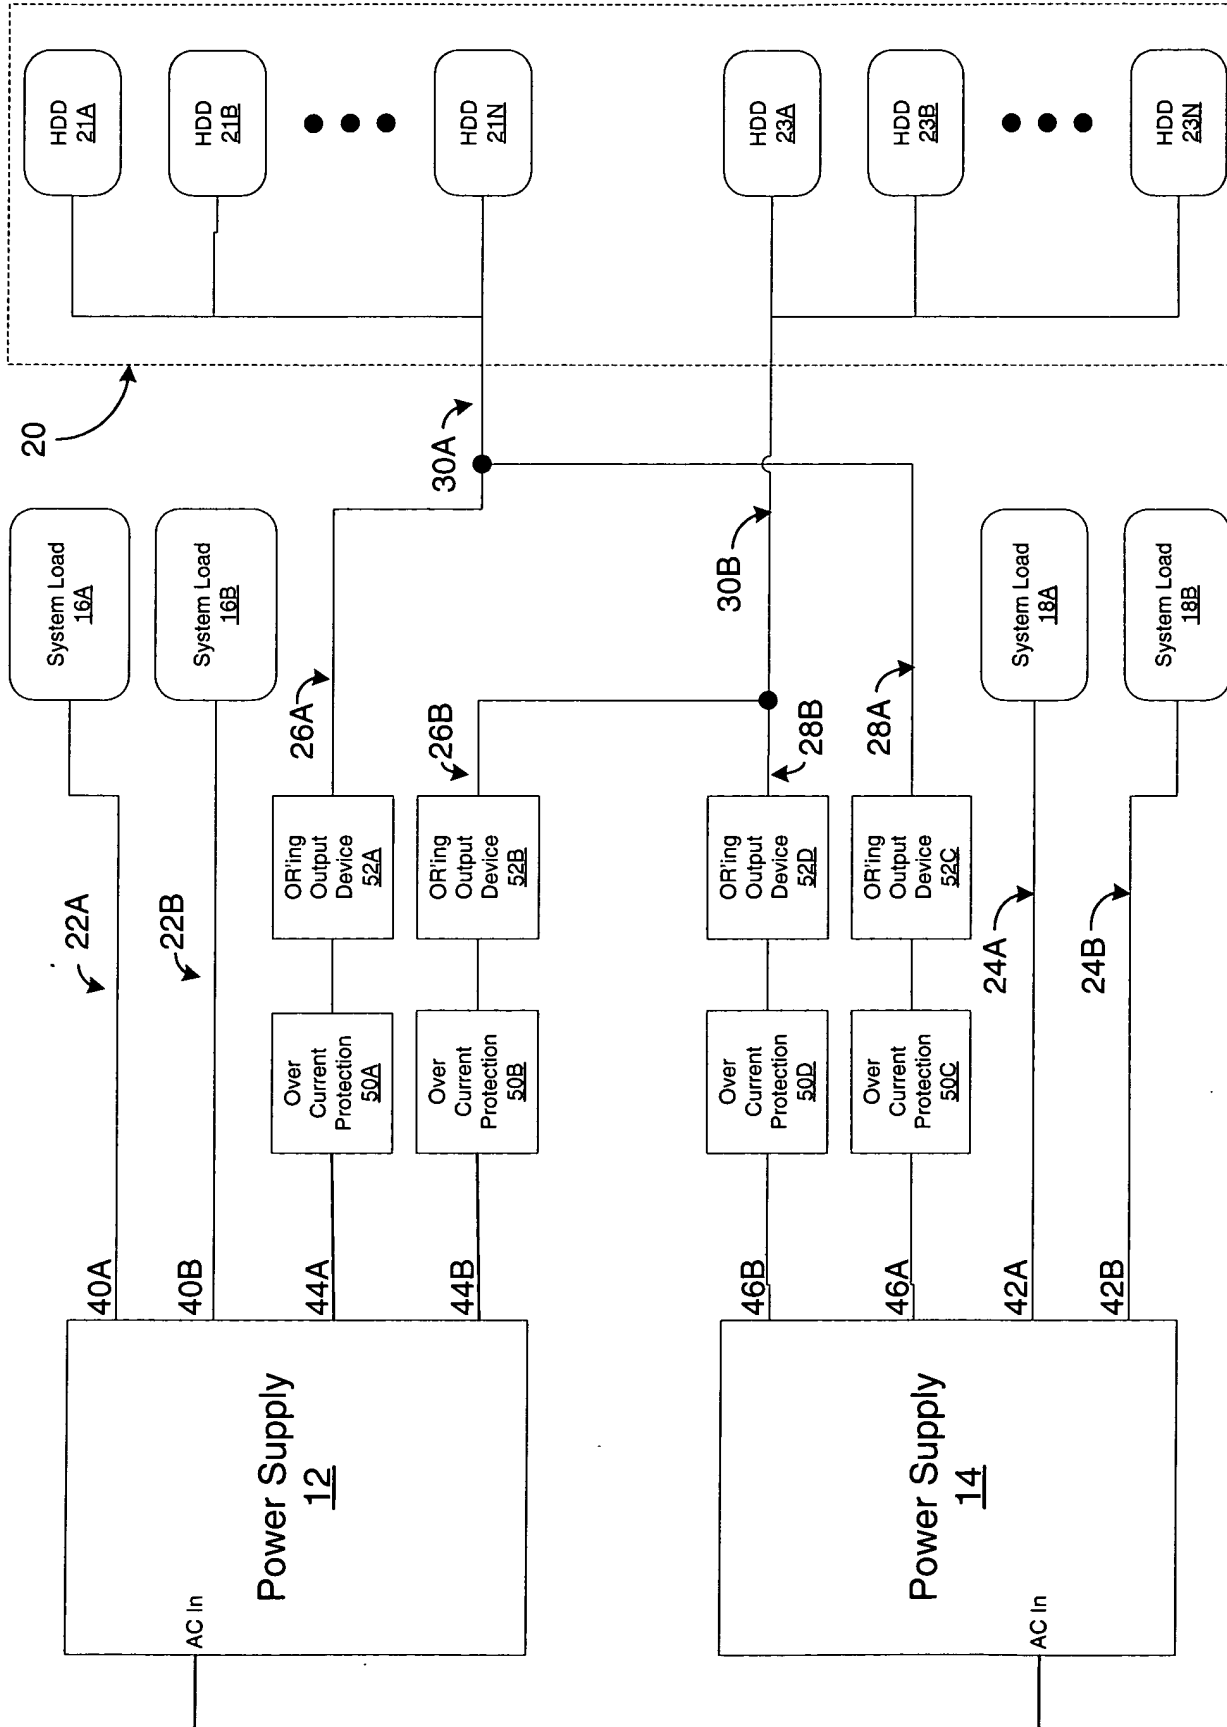 HDD
21A
HDD
21B
HDD
21N
HDD
23A
HDD
23B
HDD
23N
20
30A
30B
System Load
16A
System Load
16B
System Load
18A
System Load
18B
22A
22B
26A
26B
28B
28A
24A
24B
OR'ing
Output
Device
52A
OR'ing
Output
Device
52B
OR'ing
Output
Device
52D
OR'ing
Output
Device
52C
Over
Current
Protection
50A
Over
Current
Protection
50B
Over
Current
Protection
50D
Over
Current
Protection
50C
40A
40B
44A
44B
46B
46A
42A
42B
Power Supply
12
AC In
Power Supply
14
AC In